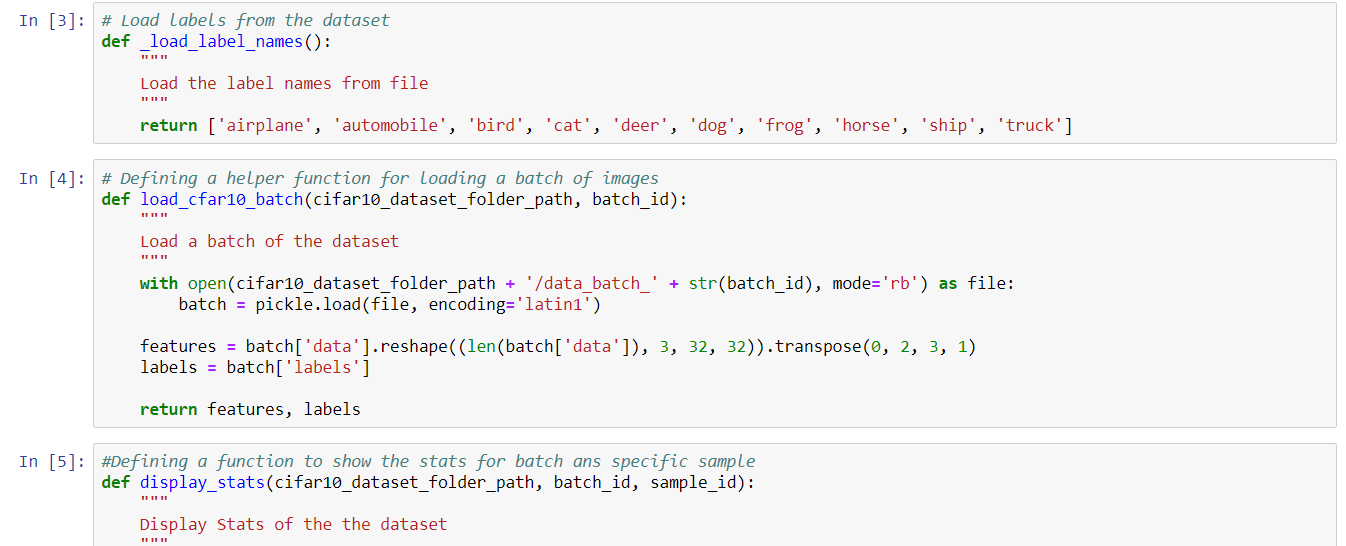 In [3]: # Load labels from the dataset
def _load_label_names():
    """
    Load the label names from file
    """
    return ['airplane', 'automobile', 'bird', 'cat', 'deer', 'dog', 'frog', 'horse', 'ship', 'truck']
In [4]: # Defining a helper function for loading a batch of images
def load_cfar10_batch(cifar10_dataset_folder_path, batch_id):
    """
    Load a batch of the dataset
    """
    with open(cifar10_dataset_folder_path + '/data_batch_' + str(batch_id), mode='rb') as file:
        batch = pickle.load(file, encoding='latin1')
    features = batch['data'].reshape((len(batch['data']), 3, 32, 32)).transpose(0, 2, 3, 1)
    labels = batch['labels']
    return features, labels
In [5]: #Defining a function to show the stats for batch ans specific sample
def display_stats(cifar10_dataset_folder_path, batch_id, sample_id):
    """
    Display Stats of the the dataset
    """